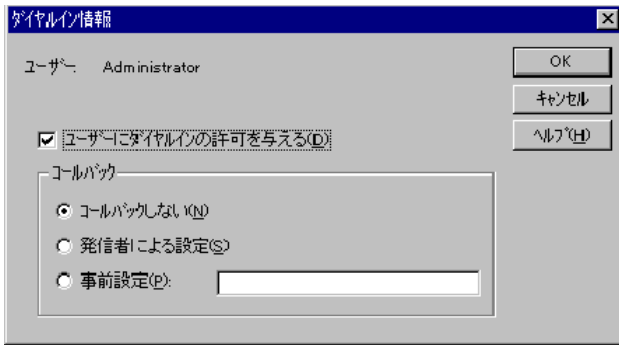 ダイヤルイン情報
ユーザー: Administrator
OK
キャンセル
ヘルプ(H)
ユーザーにダイヤルインの許可を与える(D)
コールバック
コールバックしない(N)
発信者による設定(S)
事前設定(P):